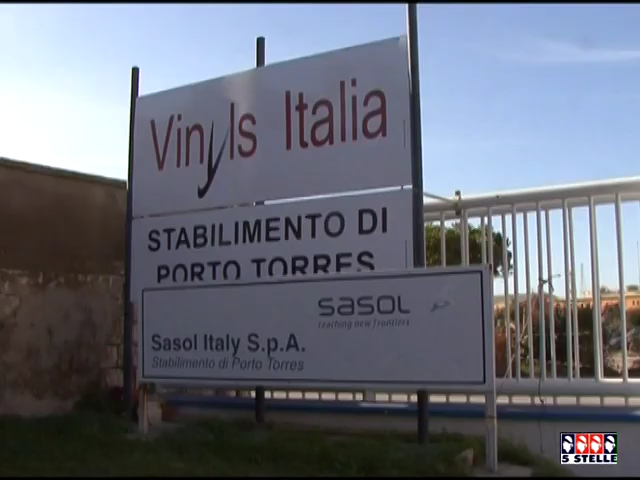 Vinyls Italia
STABILIMENTO DI
PORTO TORRES
sasol
reaching new frontiers
Sasol Italy S.p.A.
Stabilimento di Porto Torres
5 STELLE